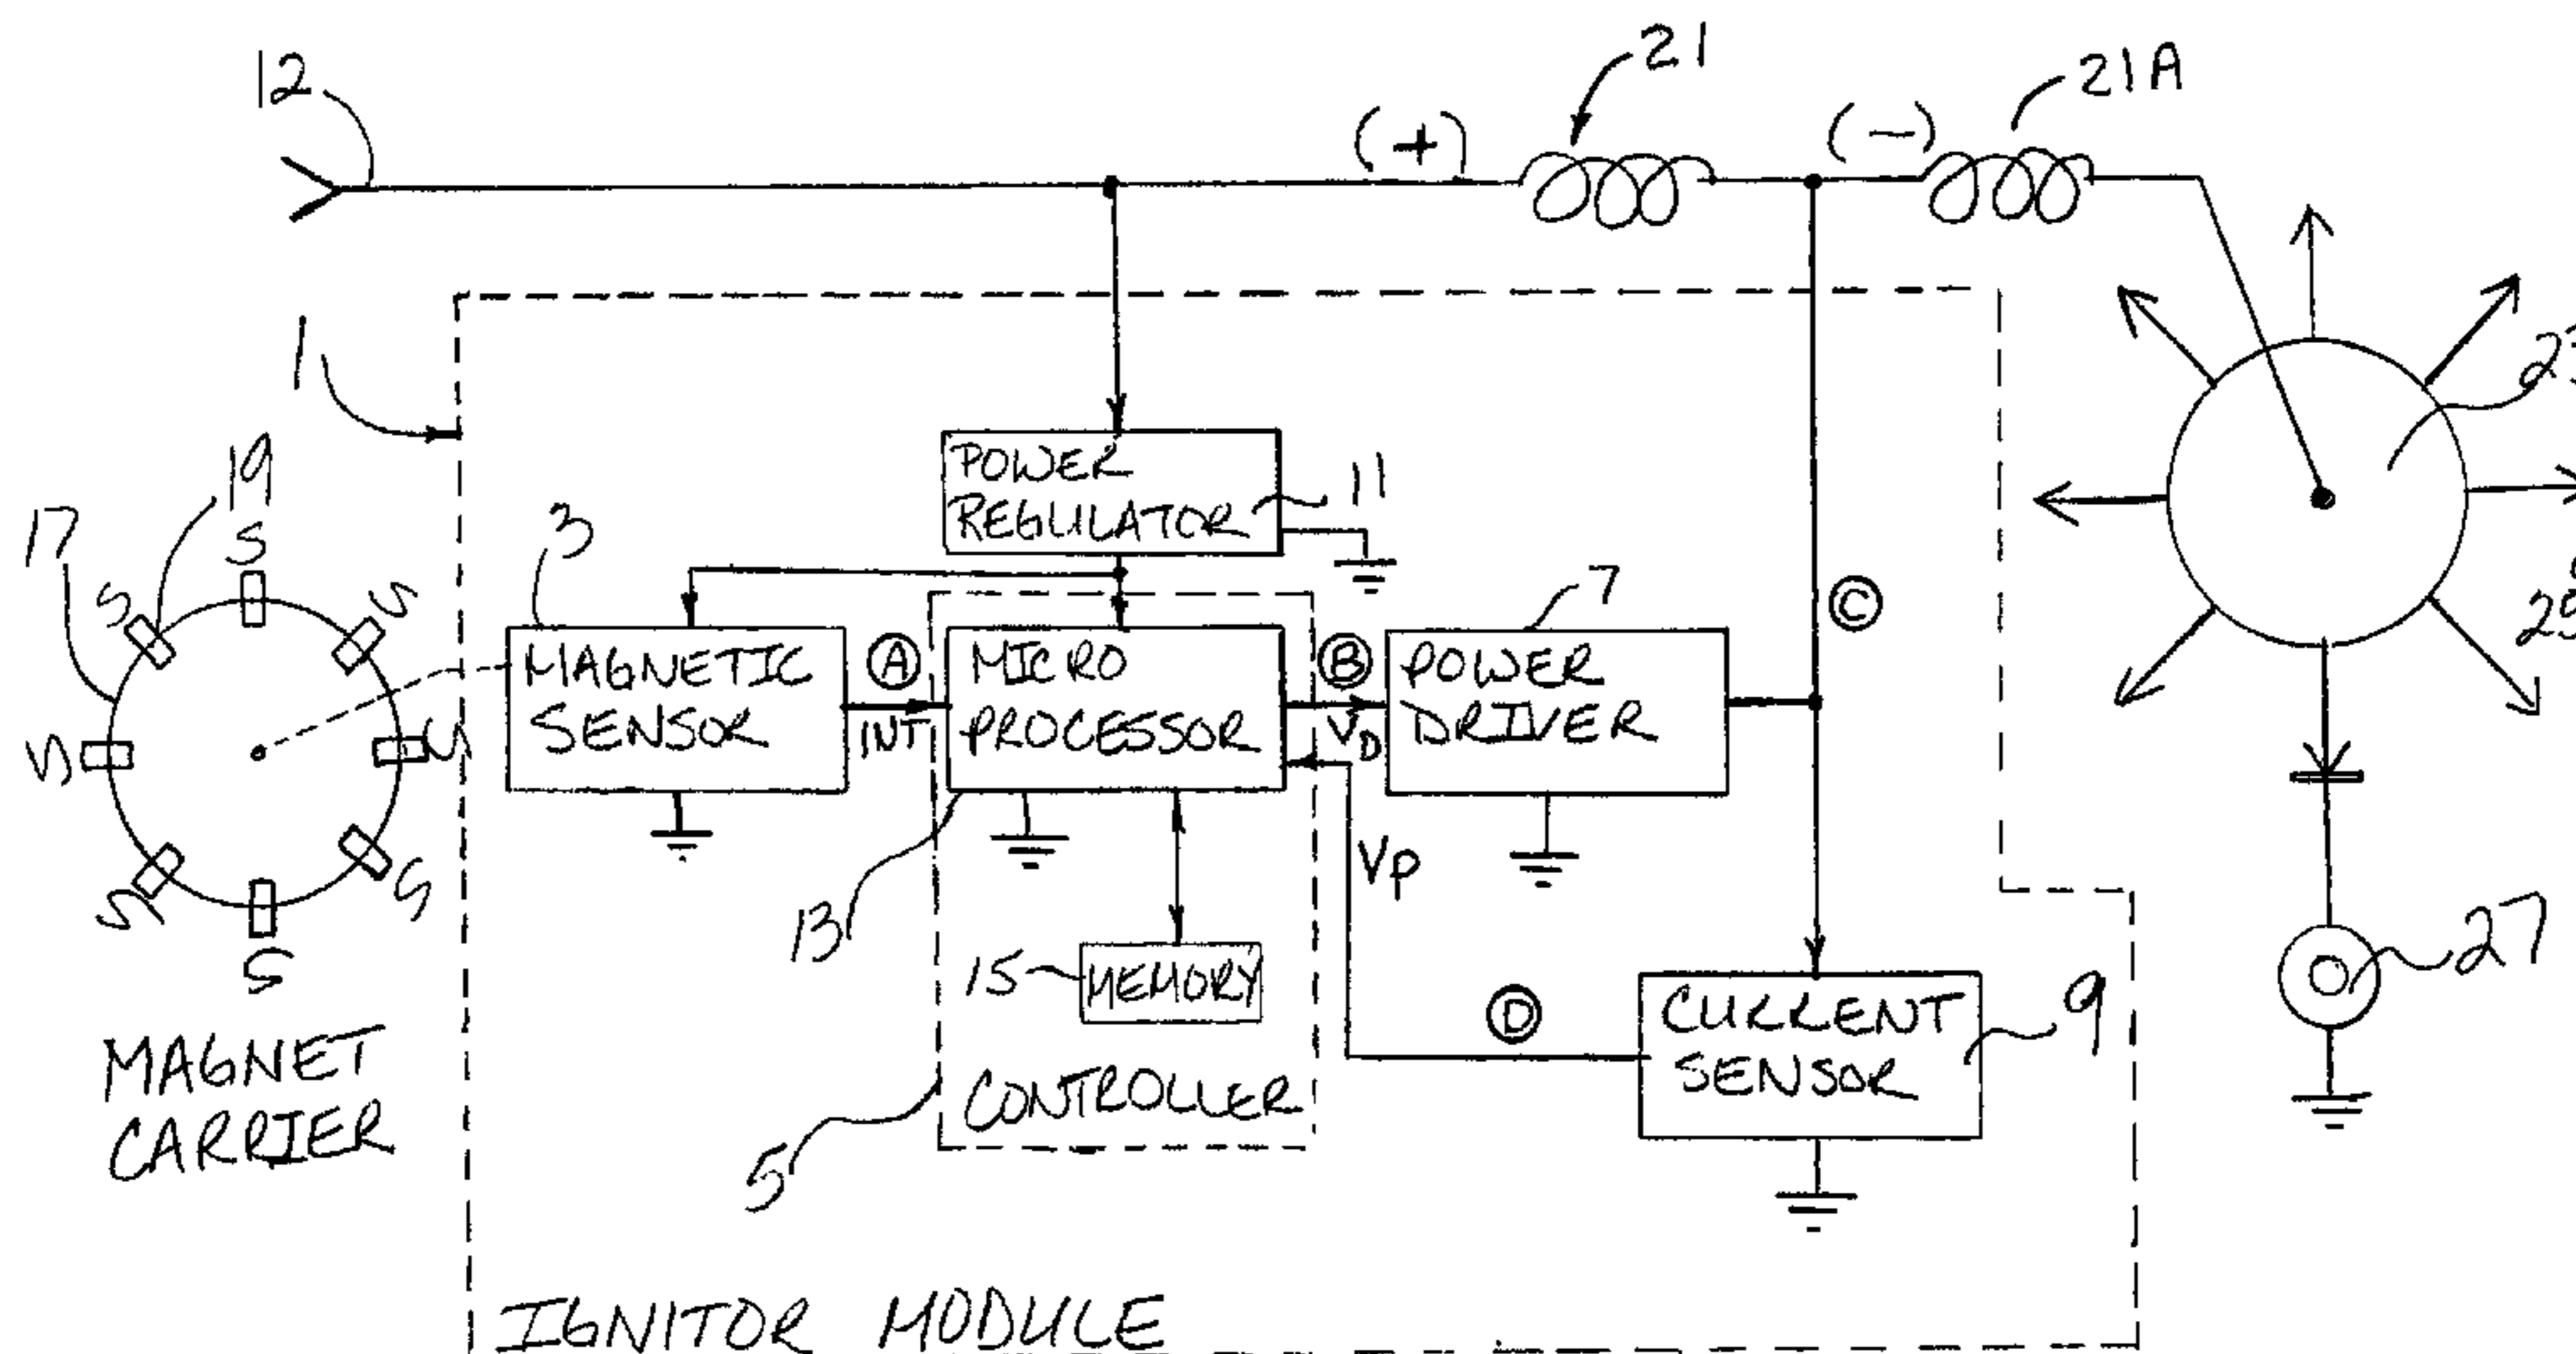 12
21
21A
(+)
(-)
1
19
17
S
S
S
S
S
S
S
S
3
POWER
REGULATOR
11
7
Ⓒ
MAGNETIC
SENSOR
Ⓐ
INT
MICRO
PROCESSOR
Ⓑ
VD
POWER
DRIVER
VP
13
15
MEMORY
CONTROLLER
5
Ⓓ
CURRENT
SENSOR
9
27
MAGNET
CARRIER
IGNITOR MODULE